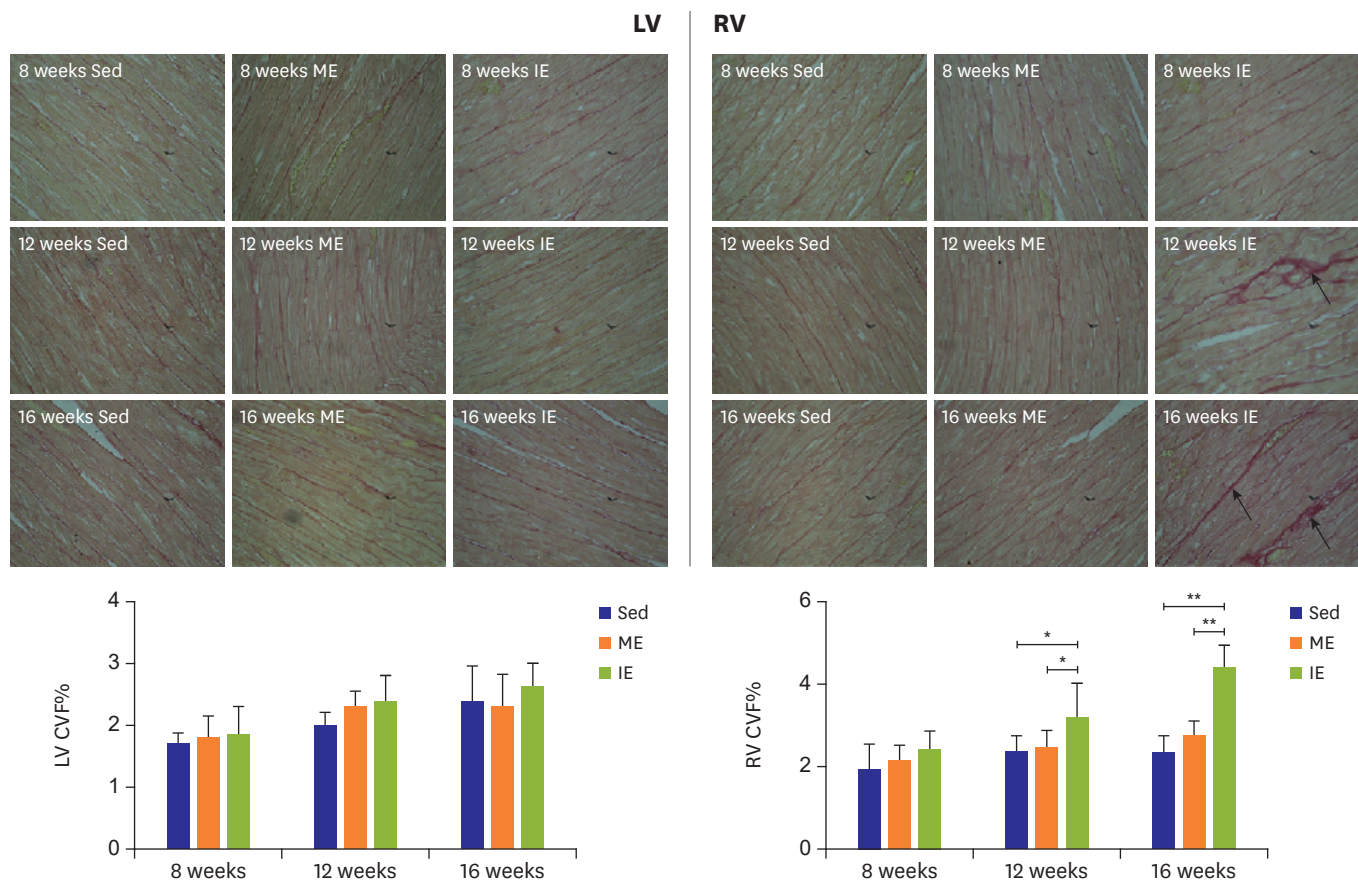 LV RV
8 weeks Sed 8 weeks ME 8 weeks IE 8 weeks Sed 8 weeks ME 8 weeks IE
12 weeks Sed 12 weeks ME 12 weeks IE 12 weeks Sed 12 weeks ME 12 weeks IE
16 weeks Sed 16 weeks ME 16 weeks IE 16 weeks Sed 16 weeks ME 16 weeks IE
LV CVF%
4
3
2
1
0
8 weeks 12 weeks 16 weeks
Sed
ME
IE
RV CVF%
6
4
2
0
*
*
**
**
8 weeks 12 weeks 16 weeks
Sed
ME
IE